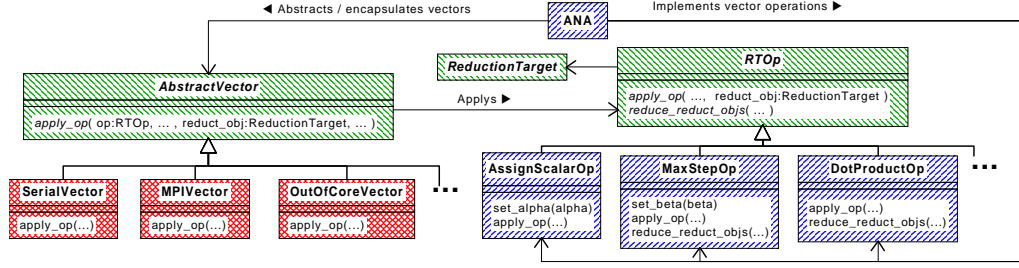 ◀ Abstracts / encapsulates vectors
Implements vector operations ▶
ANA
AbstractVector
apply_op( op:RTOp, ... , reduct_obj:ReductionTarget, ... )
Applys ▶
ReductionTarget
RTOp
apply_op( ..., reduct_obj:ReductionTarget )
reduce_reduct_objs( ... )
SerialVector
apply_op(...)
MPIVector
apply_op(...)
OutOfCoreVector
apply_op(...)
...
AssignScalarOp
set_alpha(alpha)
apply_op(...)
MaxStepOp
set_beta(beta)
apply_op(...)
reduce_reduct_objs(...)
DotProductOp
apply_op(...)
reduce_reduct_objs(...)
...